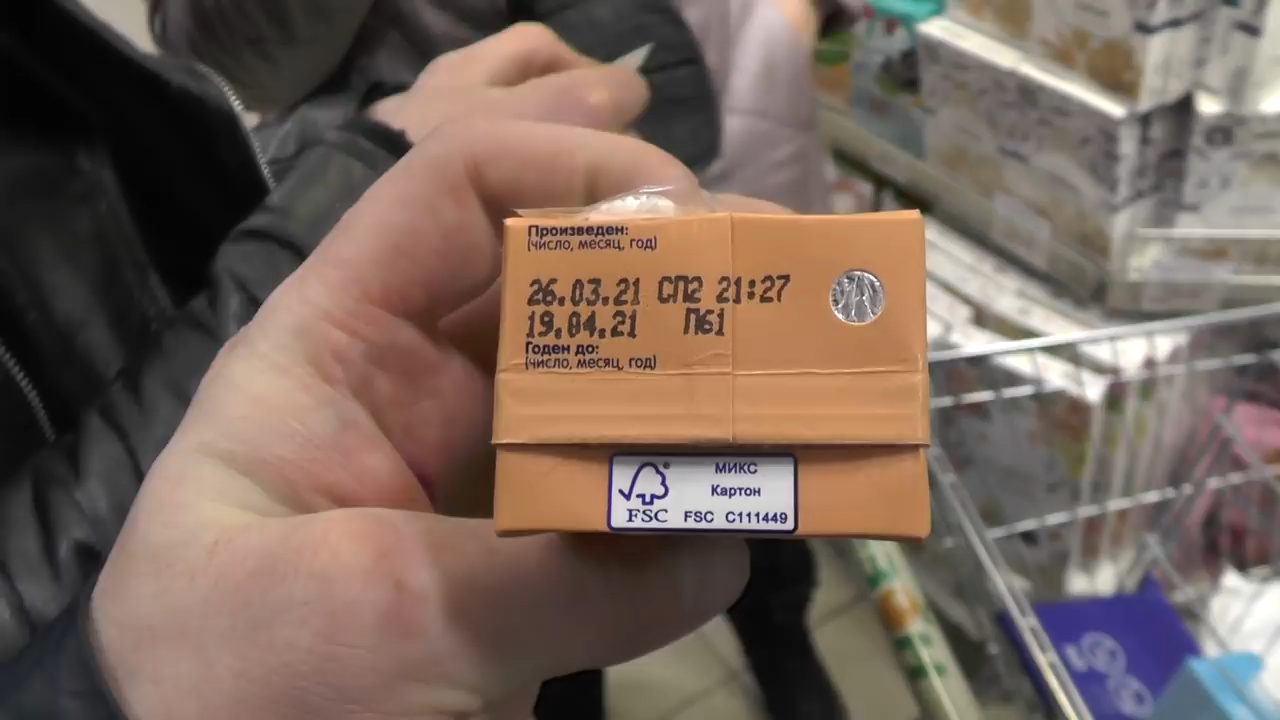 Произведен:
(число, месяц, год)
26.03.21 СП2 21:27
19.04.21 П61
Годен до:
(число, месяц, год)
МИКС
Картон
FSC FSC C111449